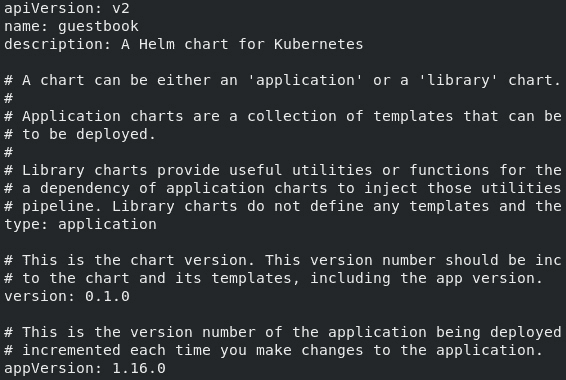 apiVersion: v2
name: guestbook
description: A Helm chart for Kubernetes
# A chart can be either an 'application' or a 'library' chart.
#
# Application charts are a collection of templates that can be
# to be deployed.
#
# Library charts provide useful utilities or functions for the
# a dependency of application charts to inject those utilities
# pipeline. Library charts do not define any templates and the
type: application
# This is the chart version. This version number should be inc
# to the chart and its templates, including the app version.
version: 0.1.0
# This is the version number of the application being deployed
# incremented each time you make changes to the application.
appVersion: 1.16.0